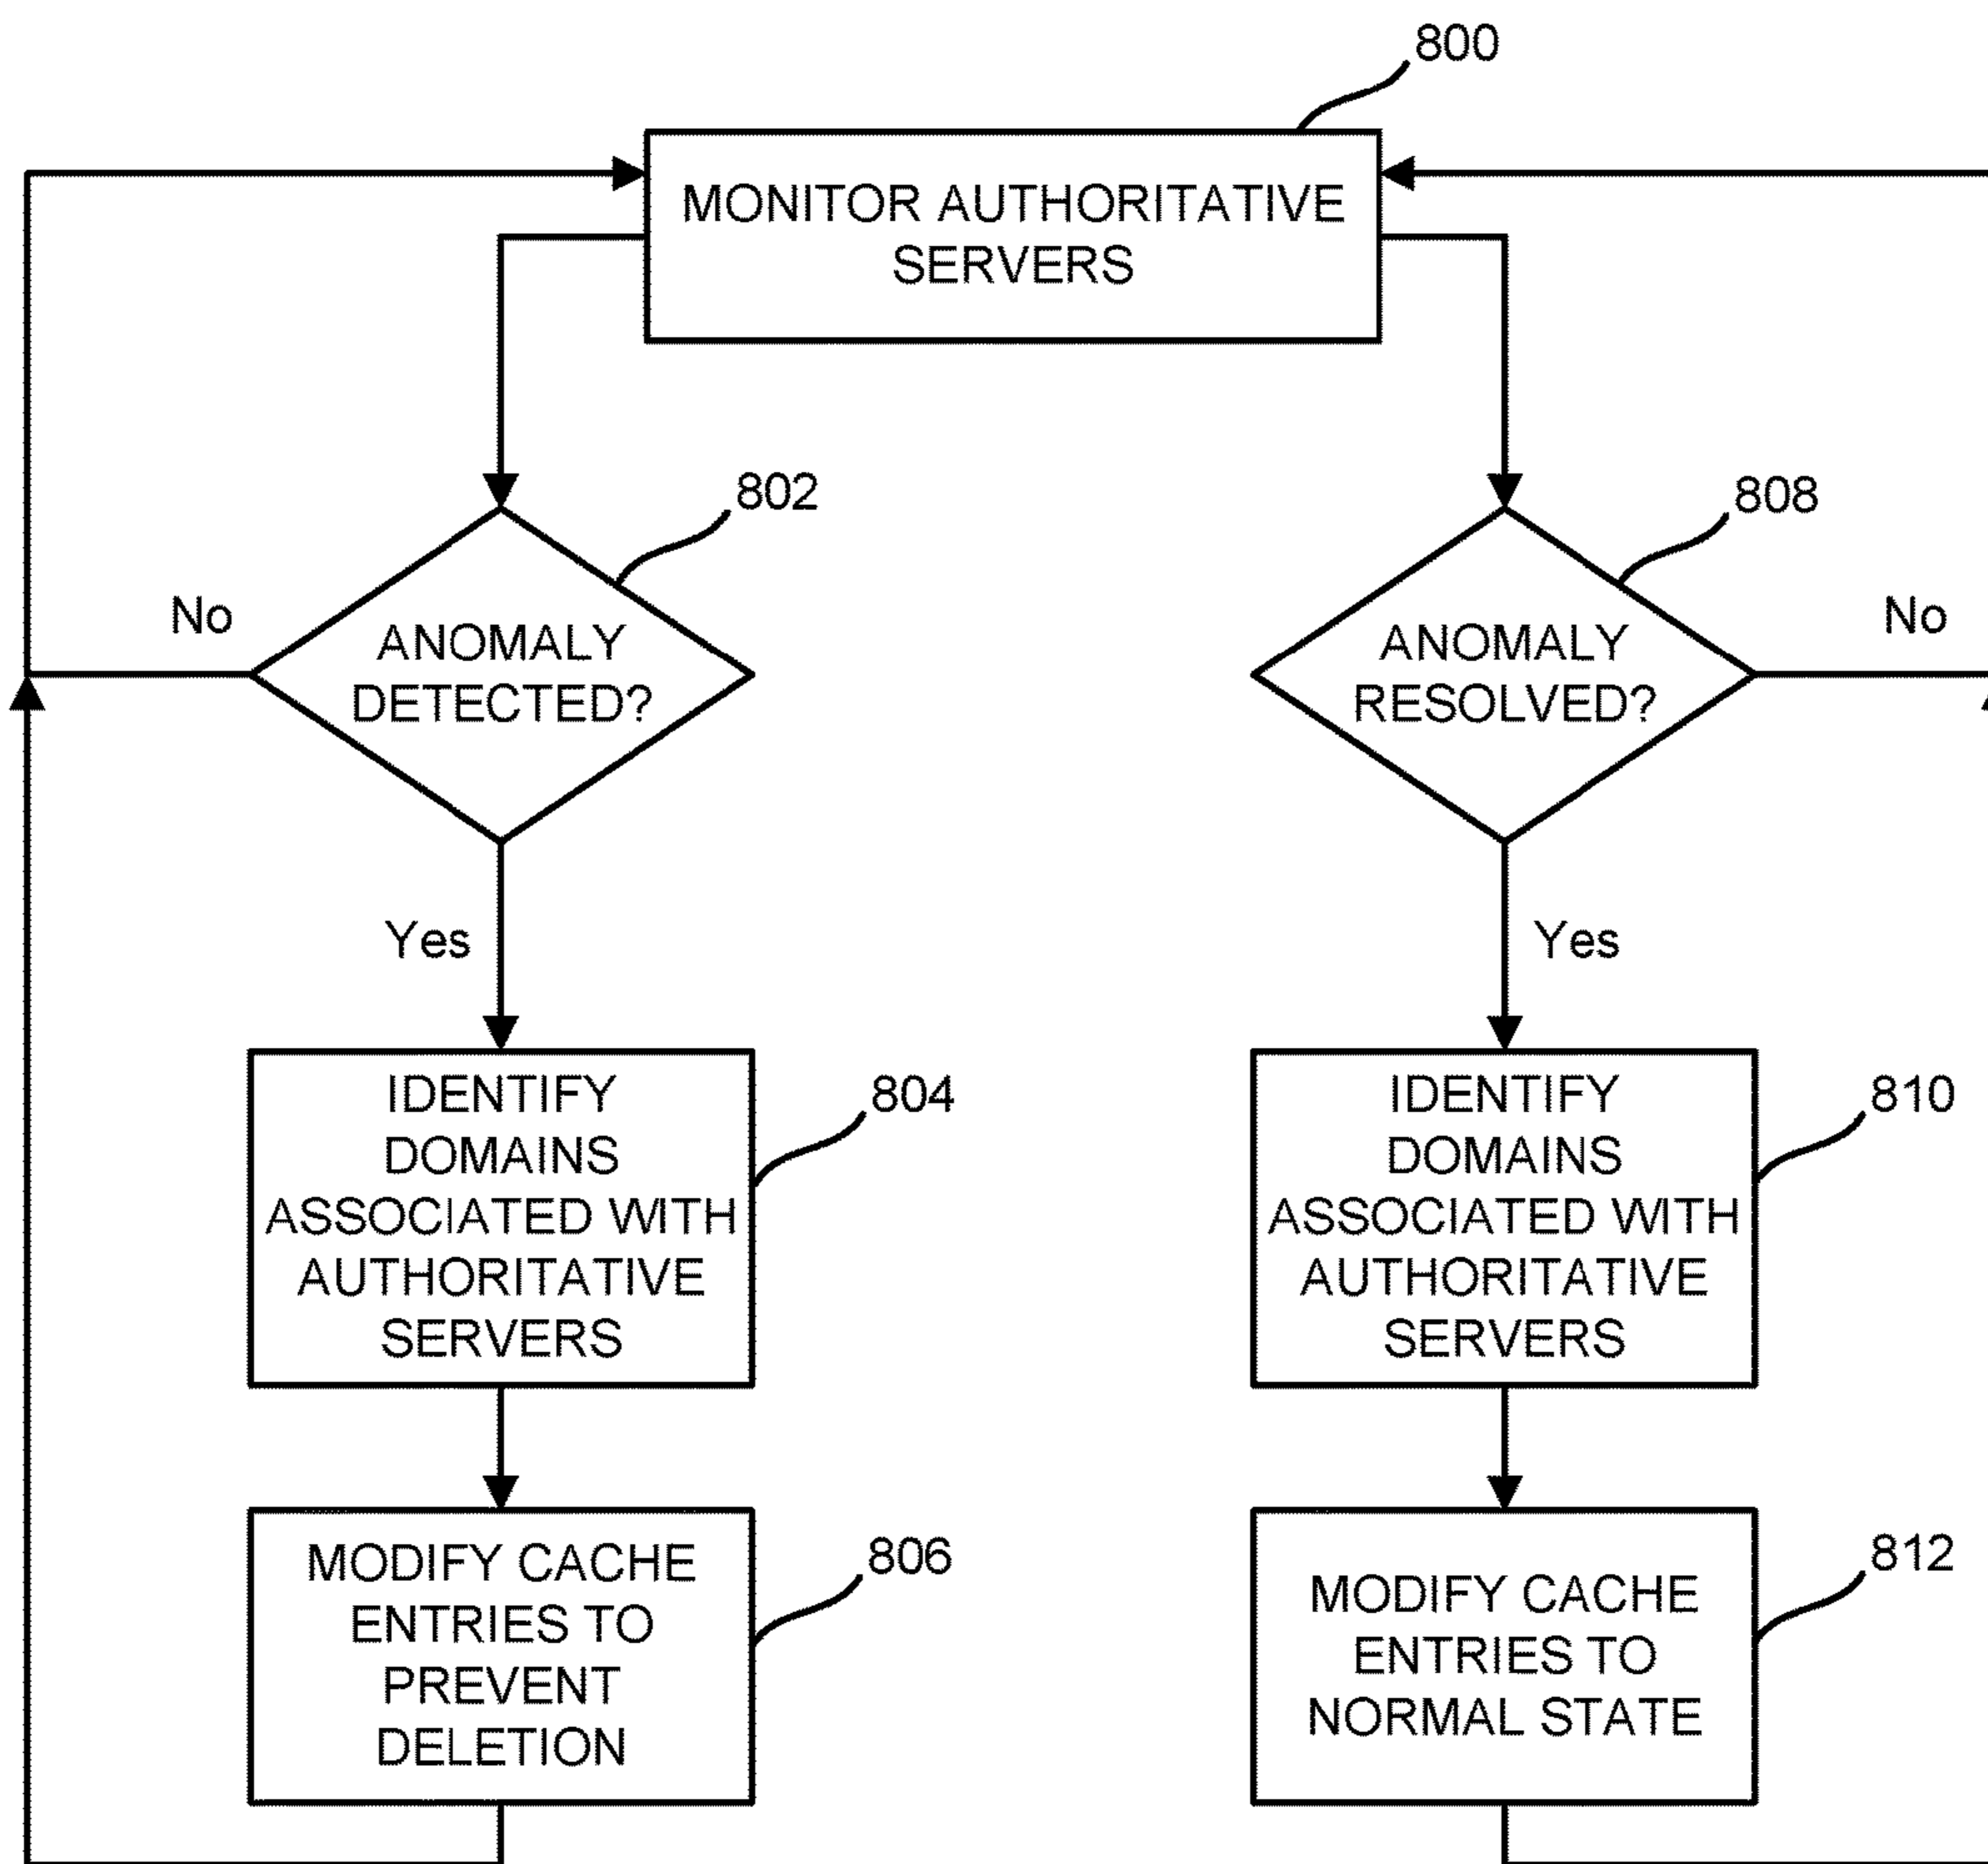 800
MONITOR AUTHORITATIVE
SERVERS
802
No
ANOMALY
DETECTED?
Yes
804
IDENTIFY
DOMAINS
ASSOCIATED WITH
AUTHORITATIVE
SERVERS
806
MODIFY CACHE
ENTRIES TO
PREVENT
DELETION
808
No
ANOMALY
RESOLVED?
Yes
810
IDENTIFY
DOMAINS
ASSOCIATED WITH
AUTHORITATIVE
SERVERS
812
MODIFY CACHE
ENTRIES TO
NORMAL STATE